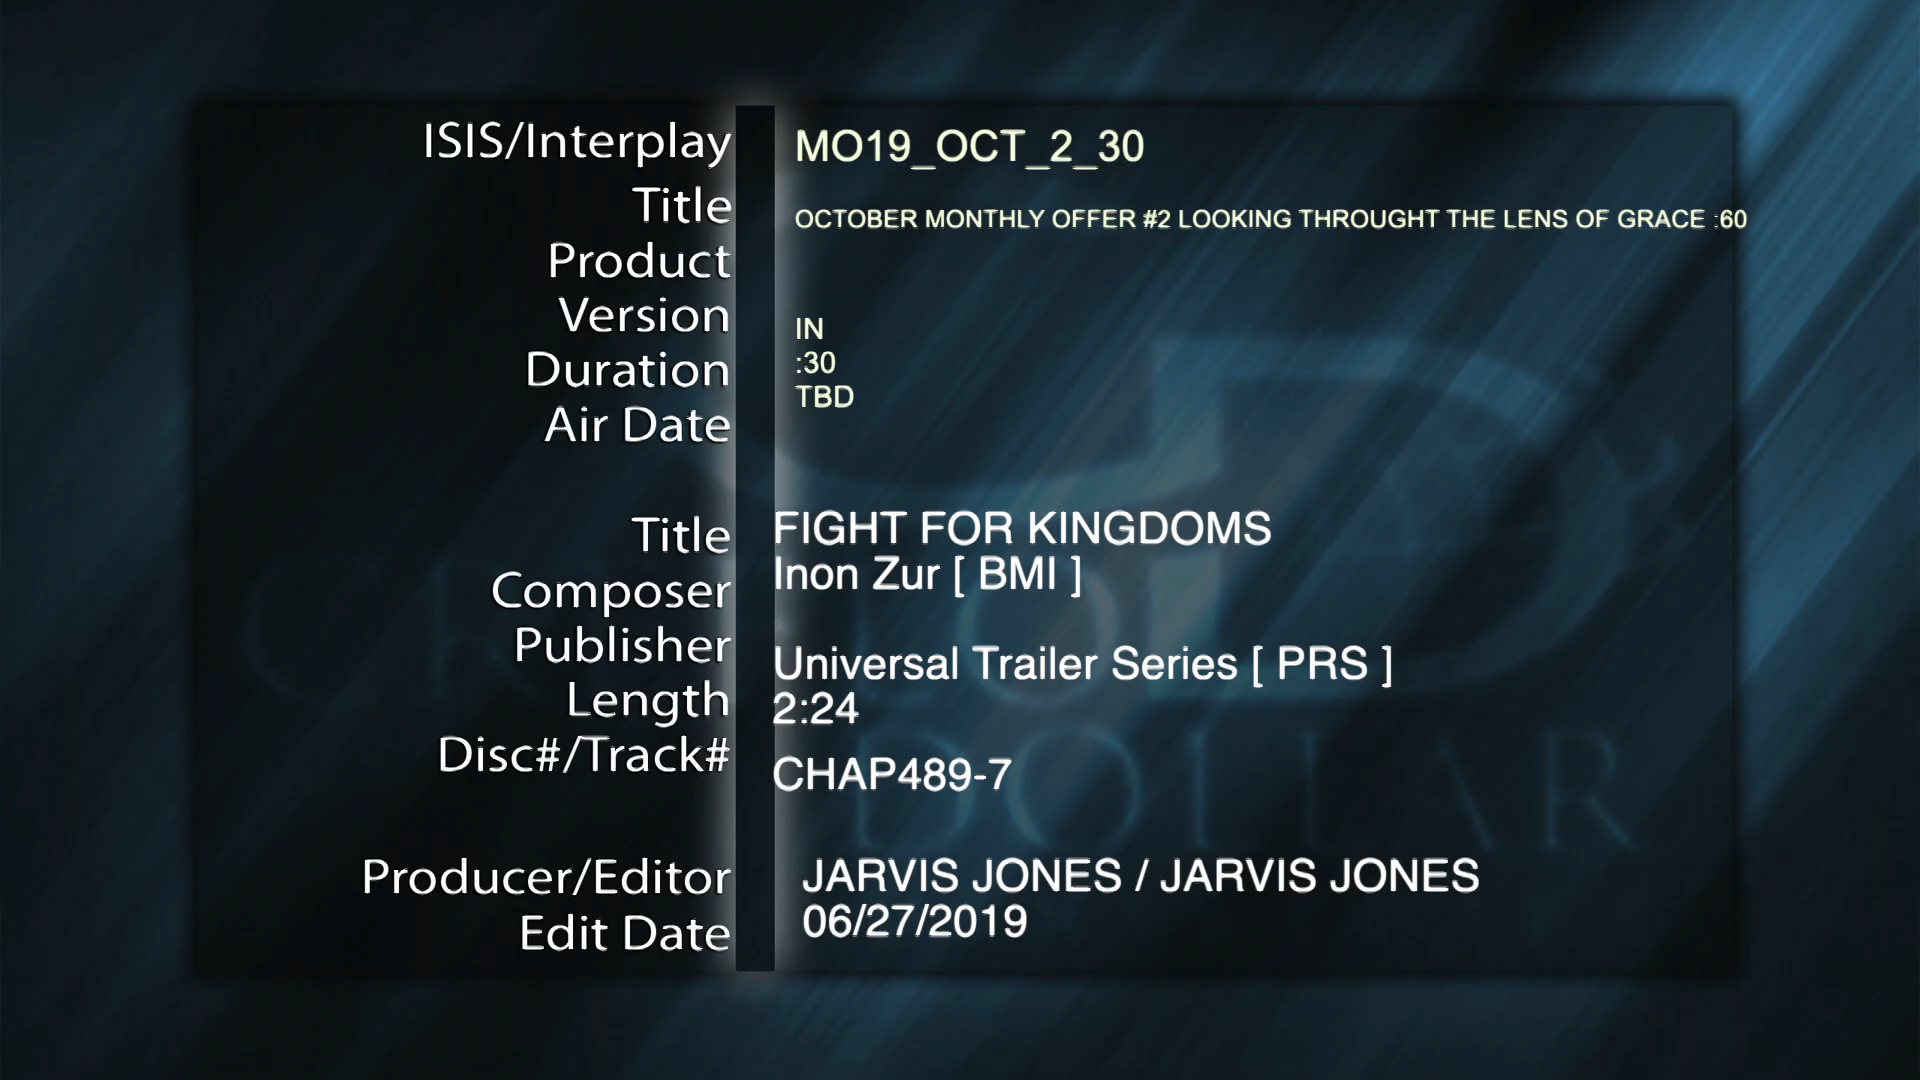 ISIS/Interplay MO19_OCT_2_30
Title OCTOBER MONTHLY OFFER #2 LOOKING THROUGHT THE LENS OF GRACE :60
Product
Version IN
Duration :30
Air Date TBD
Title FIGHT FOR KINGDOMS
Composer Inon Zur [ BMI ]
Publisher Universal Trailer Series [ PRS ]
Length 2:24
Disc#/Track# CHAP489-7
Producer/Editor JARVIS JONES / JARVIS JONES
Edit Date 06/27/2019
DOLLAR